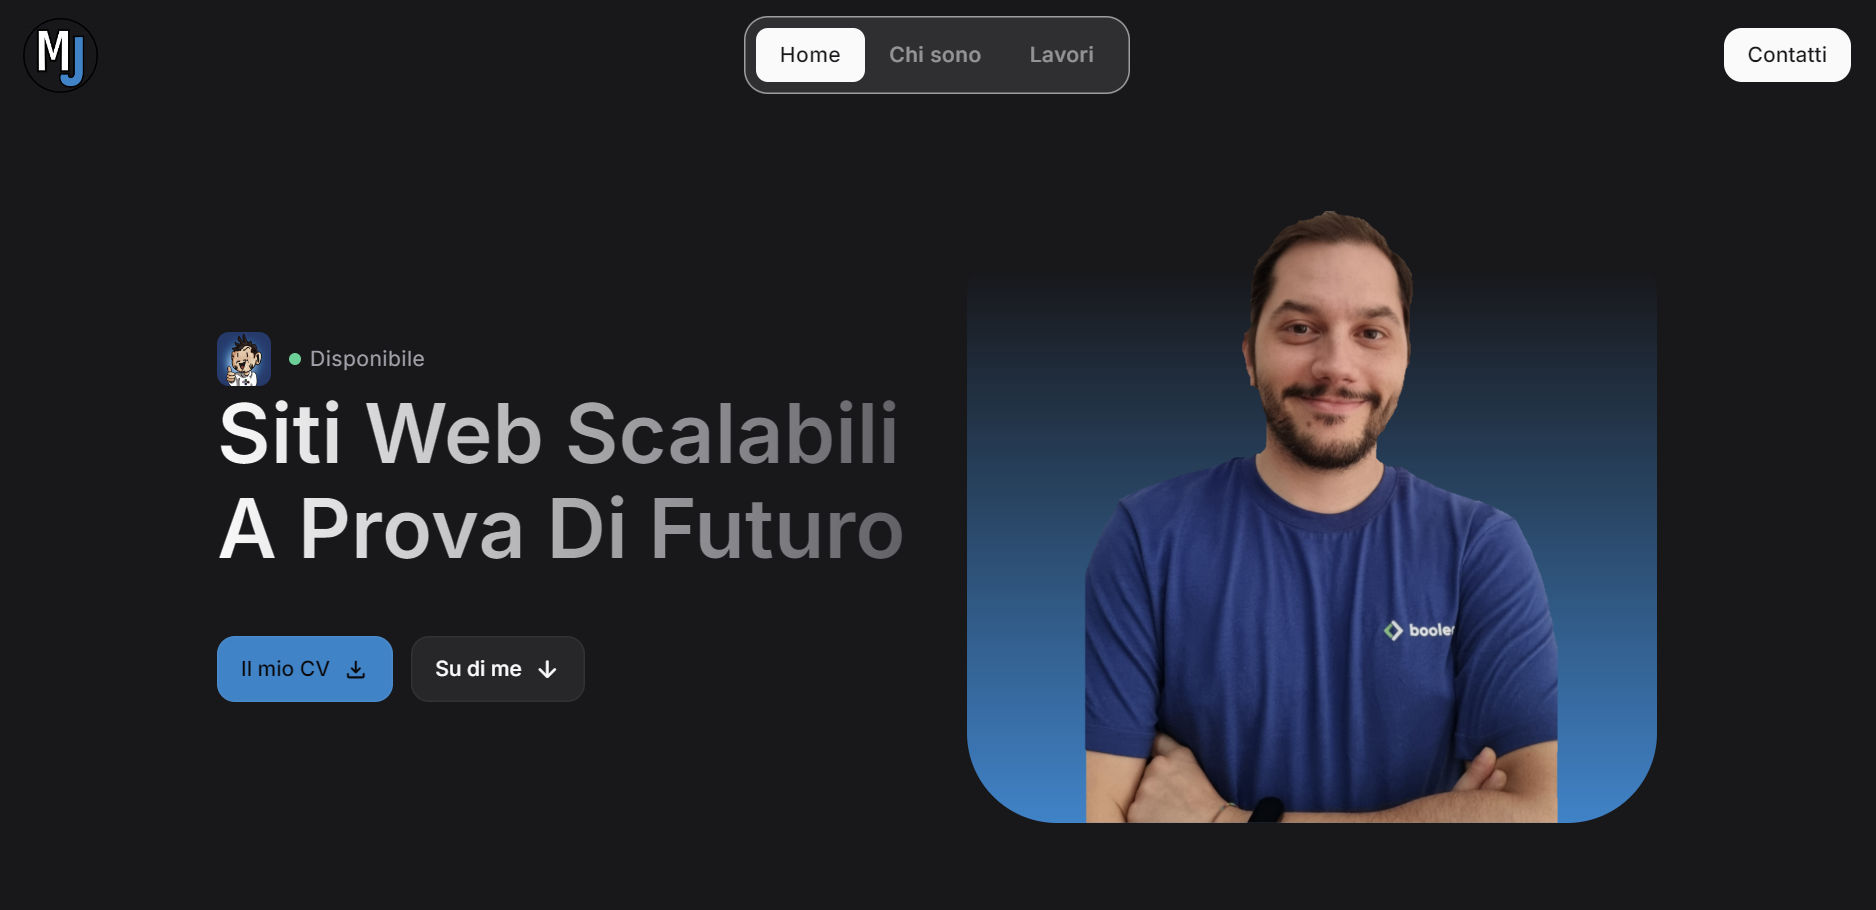 MJ
Home
Chi sono
Lavori
Contatti
Disponibile
Siti Web Scalabili
A Prova Di Futuro
Il mio CV
Su di me